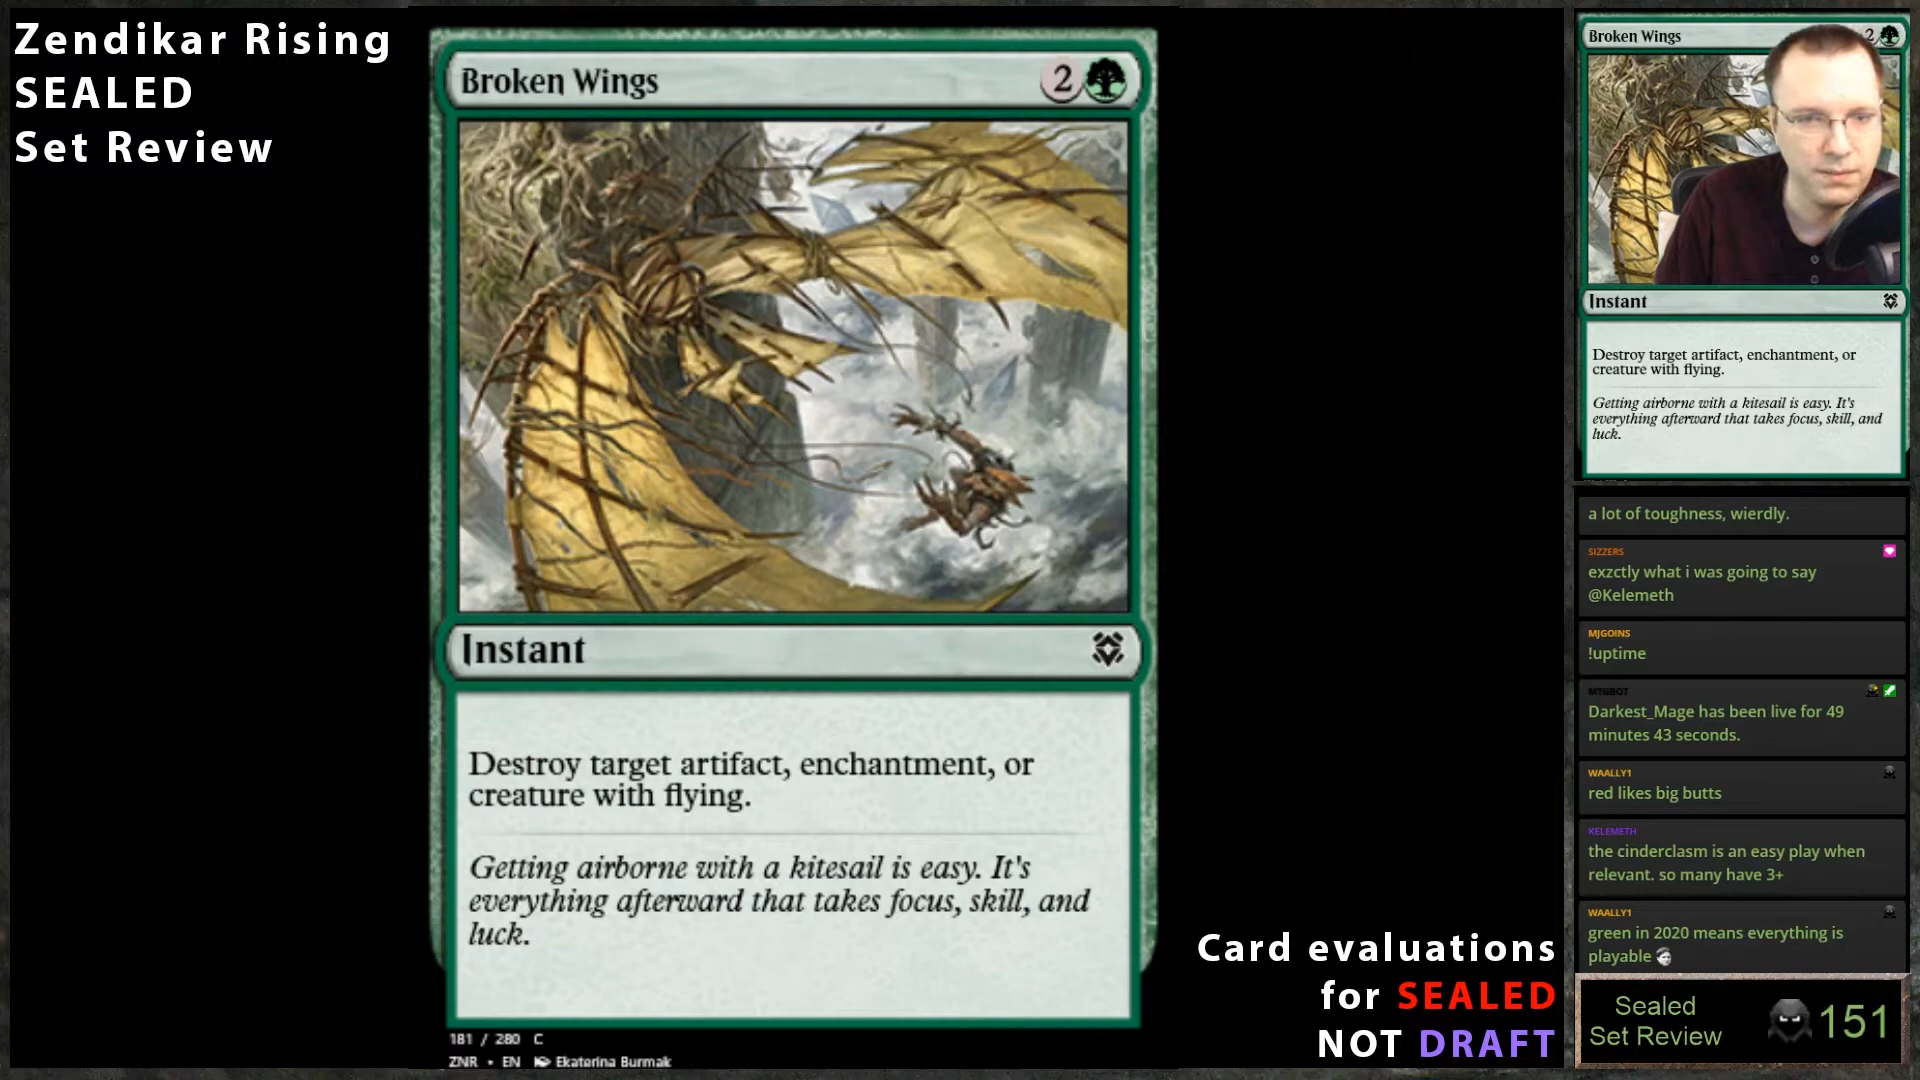 Zendikar Rising
SEALED
Set Review
Broken Wings
2
Instant
Destroy target artifact, enchantment, or
creature with flying.
Getting airborne with a kitesail is easy. It's
everything afterward that takes focus, skill, and
luck.
181 / 280 C
ZNR • EN Ekaterina Burmak
Card evaluations
for SEALED
NOT DRAFT
Broken Wings
2
Instant
Destroy target artifact, enchantment, or
creature with flying.
Getting airborne with a kitesail is easy. It's
everything afterward that takes focus, skill, and
luck.
a lot of toughness, wierdly.
SIZZERS
exzctly what i was going to say
@Kelemeth
MJGOINS
!uptime
MTGBOT
Darkest_Mage has been live for 49
minutes 43 seconds.
WAALLY1
red likes big butts
KELEMETH
the cinderclasm is an easy play when
relevant. so many have 3+
WAALLY1
green in 2020 means everything is
playable
Sealed
Set Review
151